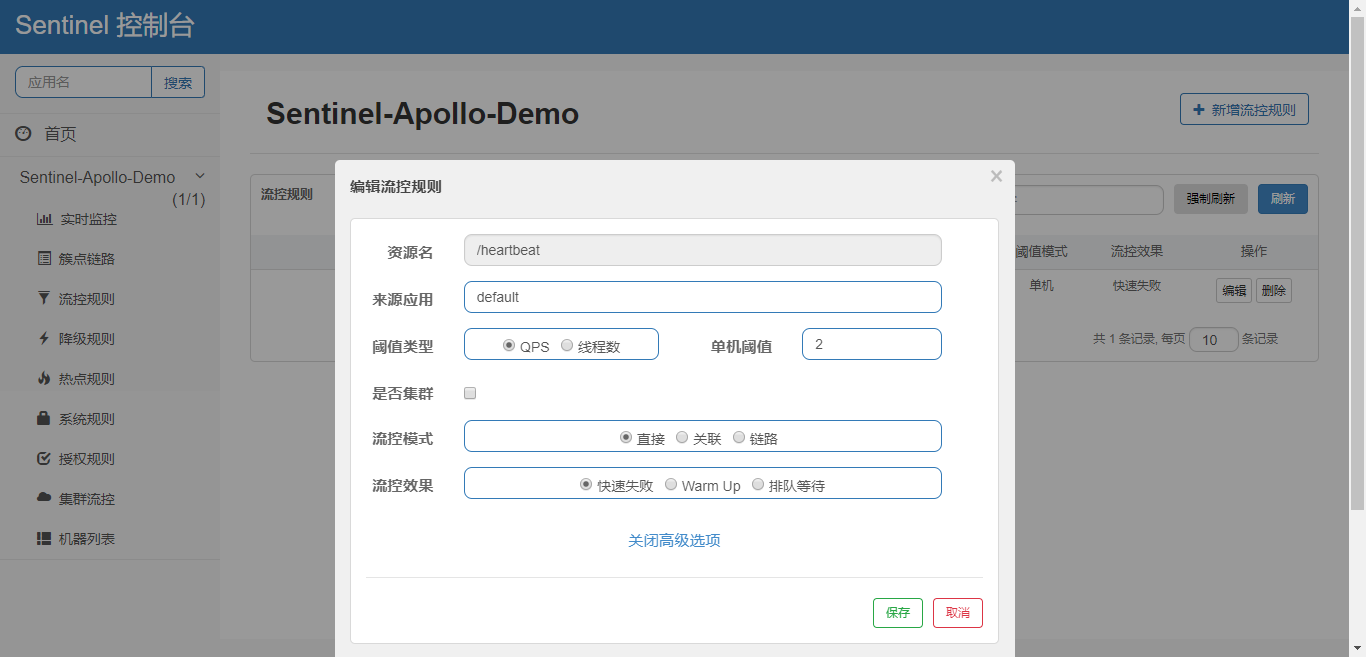 Sentinel 控制台
应用名 搜索
首页
Sentinel-Apollo-Demo
(1/1)
实时监控
簇点链路
流控规则
降级规则
热点规则
系统规则
授权规则
集群流控
机器列表
Sentinel-Apollo-Demo
+ 新增流控规则
流控规则
强制刷新 刷新
阈值模式 流控效果 操作
单机 快速失败 编辑 删除
共 1 条记录, 每页 10 条记录
编辑流控规则 ×
资源名 /heartbeat
来源应用 default
阈值类型 QPS 线程数 单机阈值 2
是否集群
流控模式 直接 关联 链路
流控效果 快速失败 Warm Up 排队等待
关闭高级选项
保存 取消